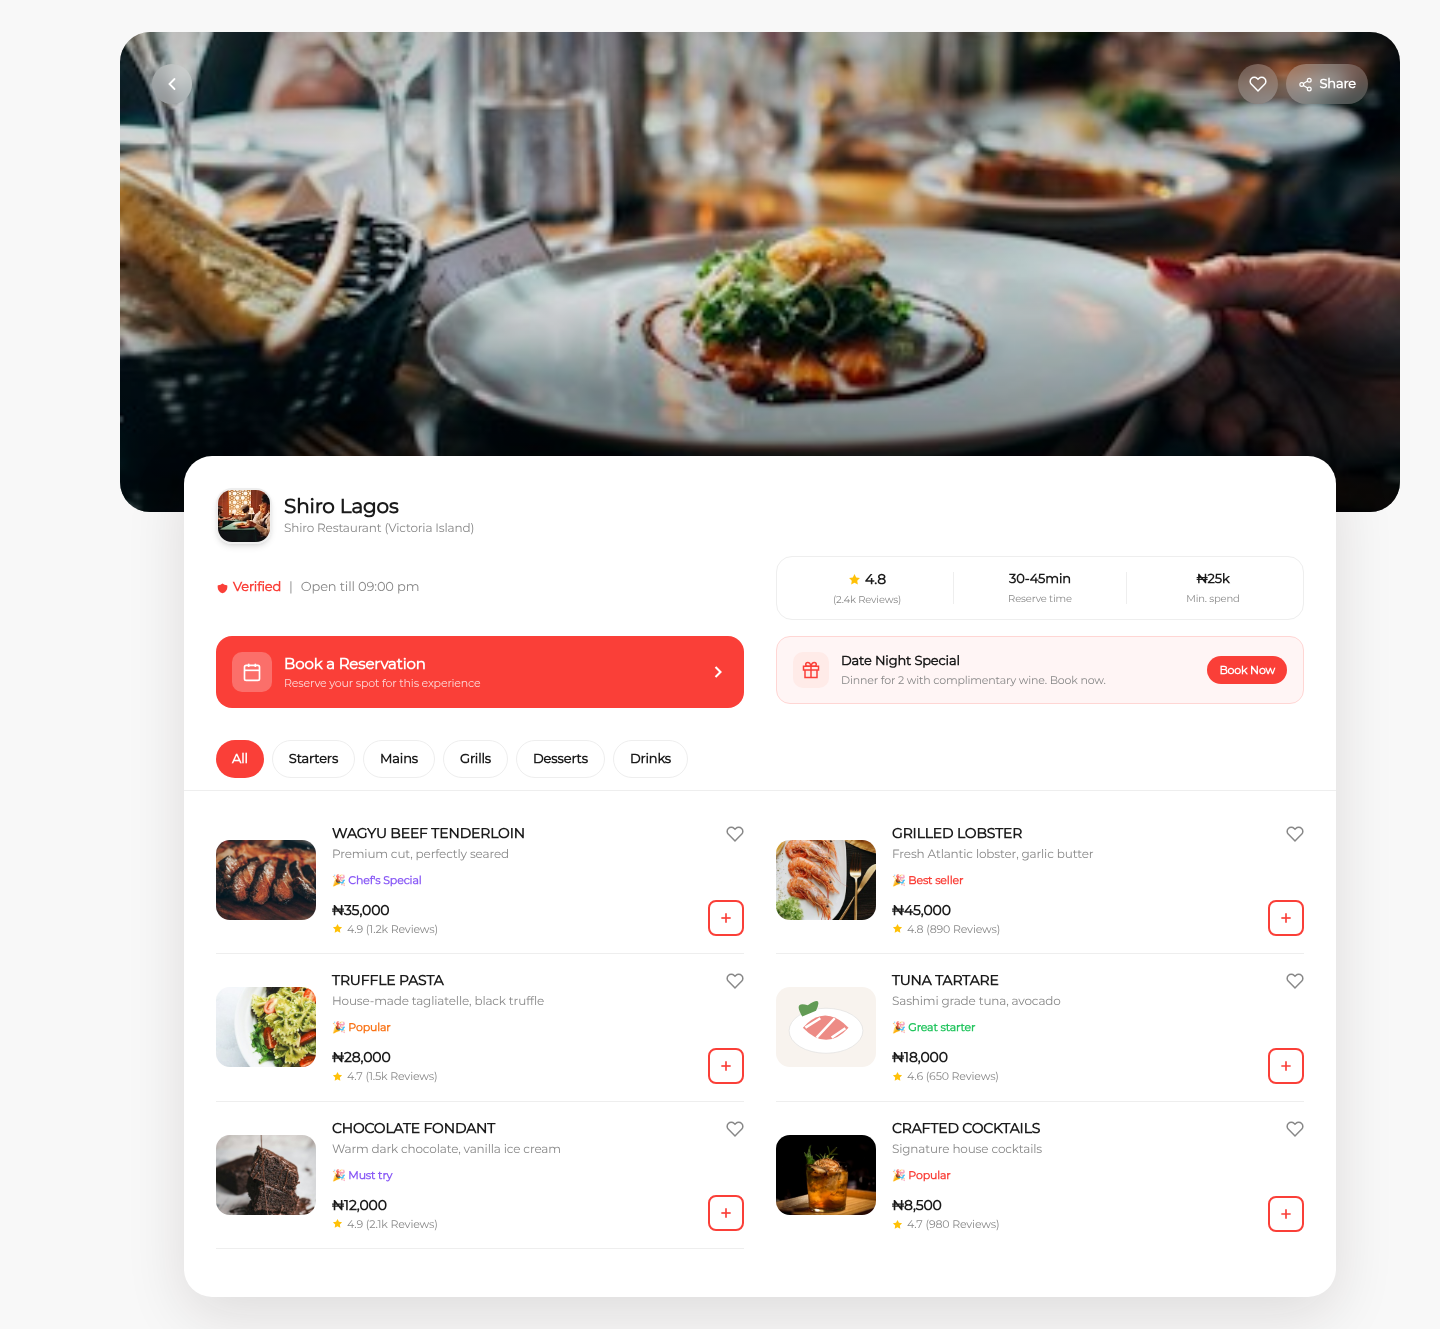 Share
Shiro Lagos
Shiro Restaurant (Victoria Island)
Verified | Open till 09:00 pm
4.8
(2.4k Reviews)
30-45min
Reserve time
₦25k
Min. spend
Book a Reservation
Reserve your spot for this experience
Date Night Special
Dinner for 2 with complimentary wine. Book now.
Book Now
All
Starters
Mains
Grills
Desserts
Drinks
WAGYU BEEF TENDERLOIN
Premium cut, perfectly seared
🎉 Chef's Special
₦35,000
4.9 (1.2k Reviews)
GRILLED LOBSTER
Fresh Atlantic lobster, garlic butter
🎉 Best seller
₦45,000
4.8 (890 Reviews)
TRUFFLE PASTA
House-made tagliatelle, black truffle
🎉 Popular
₦28,000
4.7 (1.5k Reviews)
TUNA TARTARE
Sashimi grade tuna, avocado
🎉 Great starter
₦18,000
4.6 (650 Reviews)
CHOCOLATE FONDANT
Warm dark chocolate, vanilla ice cream
🎉 Must try
₦12,000
4.9 (2.1k Reviews)
CRAFTED COCKTAILS
Signature house cocktails
🎉 Popular
₦8,500
4.7 (980 Reviews)